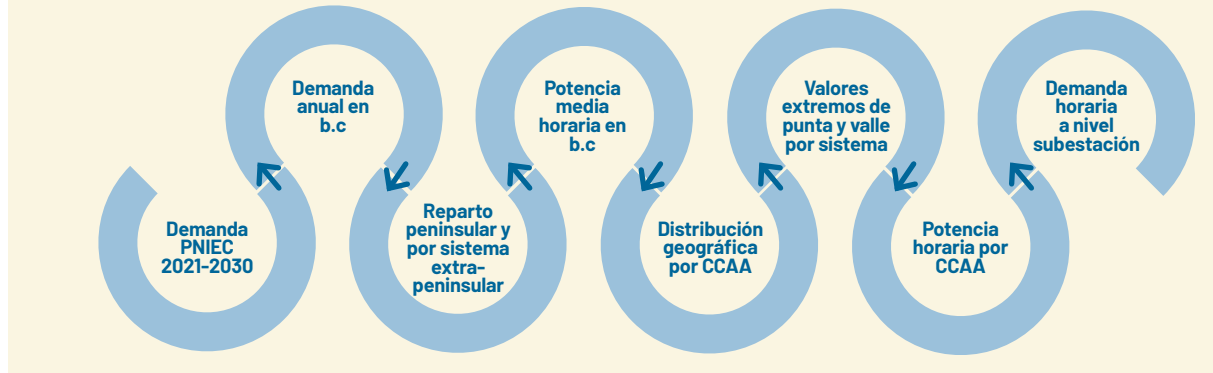 Demanda
PNIEC
2021-2030
Demanda
anual en
b.c
Reparto
peninsular y
por sistema
extra-
peninsular
Potencia
media
horaria en
b.c
Distribución
geográfica
por CCAA
Valores
extremos de
punta y valle
por sistema
Potencia
horaria por
CCAA
Demanda
horaria
a nivel
subestación